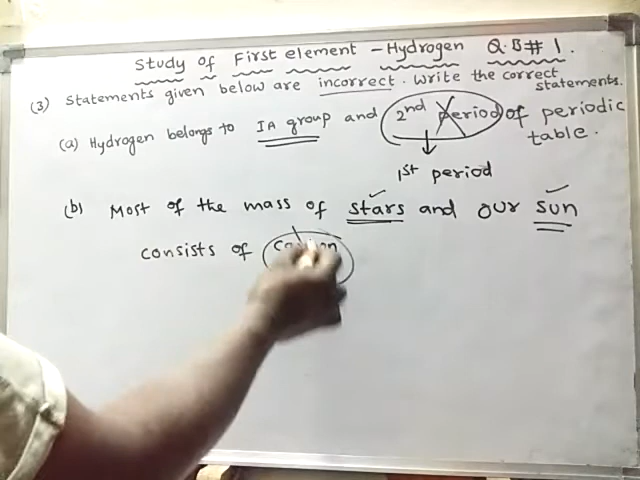 Study of First element - Hydrogen Q.B # 1.
(3) Statements given below are incorrect. Write the correct statements.
(a) Hydrogen belongs to IA group and 2nd period of periodic table.
1st period
(b) Most of the mass of stars and our sun
consists of